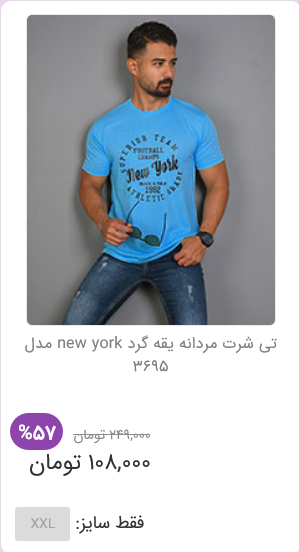 SUPERIOR TEAM
FOOTBALL
CHAMPS
New York
1982
ATHLETIC GRADE
تی شرت مردانه یقه گرد new york مدل
۳۶۹۵
%۵۷
۲۴۹,۰۰۰ تومان
۱۰۸,۰۰۰ تومان
فقط سایز: XXL